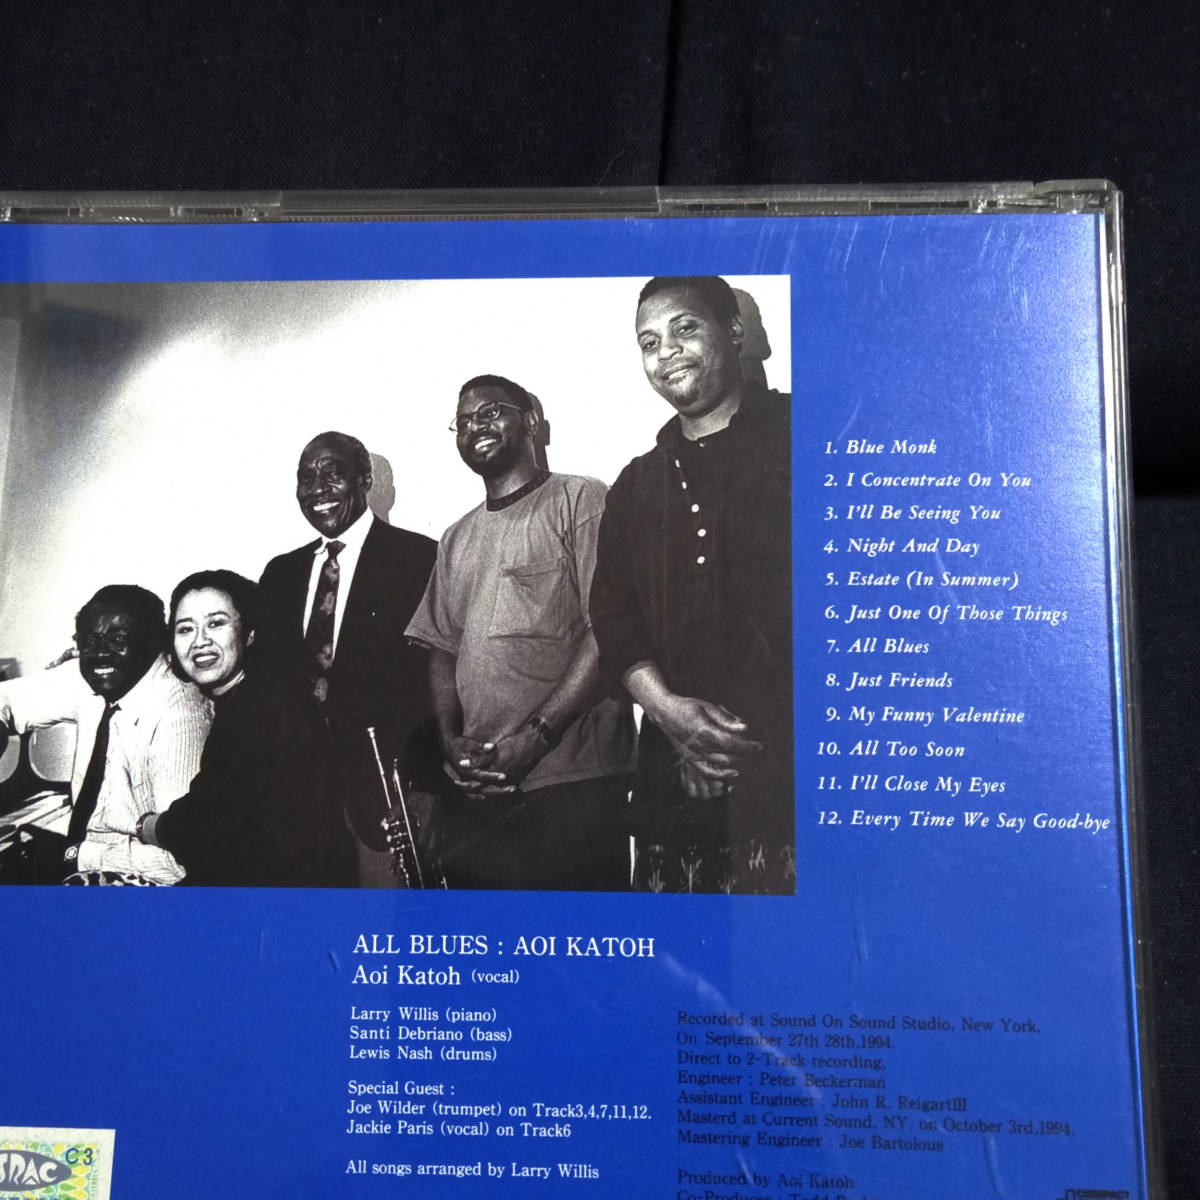 1. Blue Monk
2. I Concentrate On You
3. I'll Be Seeing You
4. Night And Day
5. Estate (In Summer)
6. Just One Of Those Things
7. All Blues
8. Just Friends
9. My Funny Valentine
10. All Too Soon
11. I'll Close My Eyes
12. Every Time We Say Good-bye
ALL BLUES : AOI KATOH
Aoi Katoh (vocal)
Larry Willis (piano)
Santi Debriano (bass)
Lewis Nash (drums)
Special Guest :
Joe Wilder (trumpet) on Track3,4,7,11,12.
Jackie Paris (vocal) on Track6
All songs arranged by Larry Willis
Recorded at Sound On Sound Studio, New York,
On September 27th 28th,1994.
Direct to 2-Track recording,
Engineer : Peter Beckerman
Assistant Engineer : John R. ReigartIII
Masterd at Current Sound, NY, on October 3rd,1994.
Mastering Engineer : Joe Bartolous
Produced by Aoi Katoh
Co-Producer : Todd
C3